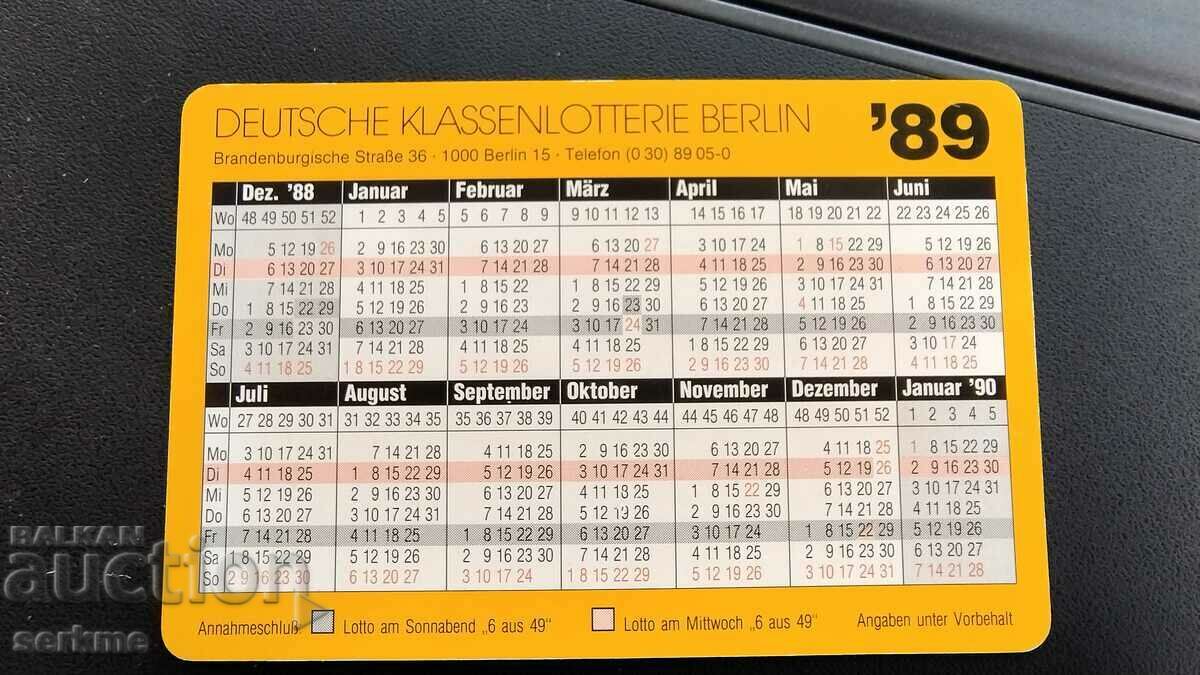 DEUTSCHE KLASSENLOTTERIE BERLIN '89
Brandenburgische Straße 36 · 1000 Berlin 15 · Telefon (0 30) 89 05-0
Dez. '88 Januar Februar März April Mai Juni
Wo 48 49 50 51 52 1 2 3 4 5 5 6 7 8 9 9 10 11 12 13 14 15 16 17 18 19 20 21 22 22 23 24 25 26
Mo 5 12 19 26 2 9 16 23 30 6 13 20 27 6 13 20 27 3 10 17 24 1 8 15 22 29 5 12 19 26
Di 6 13 20 27 3 10 17 24 31 7 14 21 28 7 14 21 28 4 11 18 25 2 9 16 23 30 6 13 20 27
Mi 7 14 21 28 4 11 18 25 1 8 15 22 1 8 15 22 29 5 12 19 26 3 10 17 24 31 7 14 21 28
Do 1 8 15 22 29 5 12 19 26 2 9 16 23 2 9 16 23 30 6 13 20 27 4 11 18 25 1 8 15 22 29
Fr 2 9 16 23 30 6 13 20 27 3 10 17 24 3 10 17 24 31 7 14 21 28 5 12 19 26 2 9 16 23 30
Sa 3 10 17 24 31 7 14 21 28 4 11 18 25 4 11 18 25 1 8 15 22 29 6 13 20 27 3 10 17 24
So 4 11 18 25 1 8 15 22 29 5 12 19 26 5 12 19 26 2 9 16 23 30 7 14 21 28 4 11 18 25
Juli August September Oktober November Dezember Januar '90
Wo 27 28 29 30 31 31 32 33 34 35 35 36 37 38 39 40 41 42 43 44 44 45 46 47 48 48 49 50 51 52 1 2 3 4 5
Mo 3 10 17 24 31 7 14 21 28 4 11 18 25 2 9 16 23 30 6 13 20 27 4 11 18 25 1 8 15 22 29
Di 4 11 18 25 1 8 15 22 29 5 12 19 26 3 10 17 24 31 7 14 21 28 5 12 19 26 2 9 16 23 30
Mi 5 12 19 26 2 9 16 23 30 6 13 20 27 4 11 18 25 1 8 15 22 29 6 13 20 27 3 10 17 24 31
Do 6 13 20 27 3 10 17 24 31 7 14 21 28 5 12 19 26 2 9 16 23 30 7 14 21 28 4 11 18 25
Fr 7 14 21 28 4 11 18 25 1 8 15 22 29 6 13 20 27 3 10 17 24 1 8 15 22 29 5 12 19 26
Sa 1 8 15 22 29 5 12 19 26 2 9 16 23 30 7 14 21 28 4 11 18 25 2 9 16 23 30 6 13 20 27
So 2 9 16 23 30 6 13 20 27 3 10 17 24 1 8 15 22 29 5 12 19 26 3 10 17 24 31 7 14 21 28
Annahmeschluß Lotto am Sonnabend „6 aus 49" Lotto am Mittwoch „6 aus 49" Angaben unter Vorbehalt
BALKAN
auction
serkme